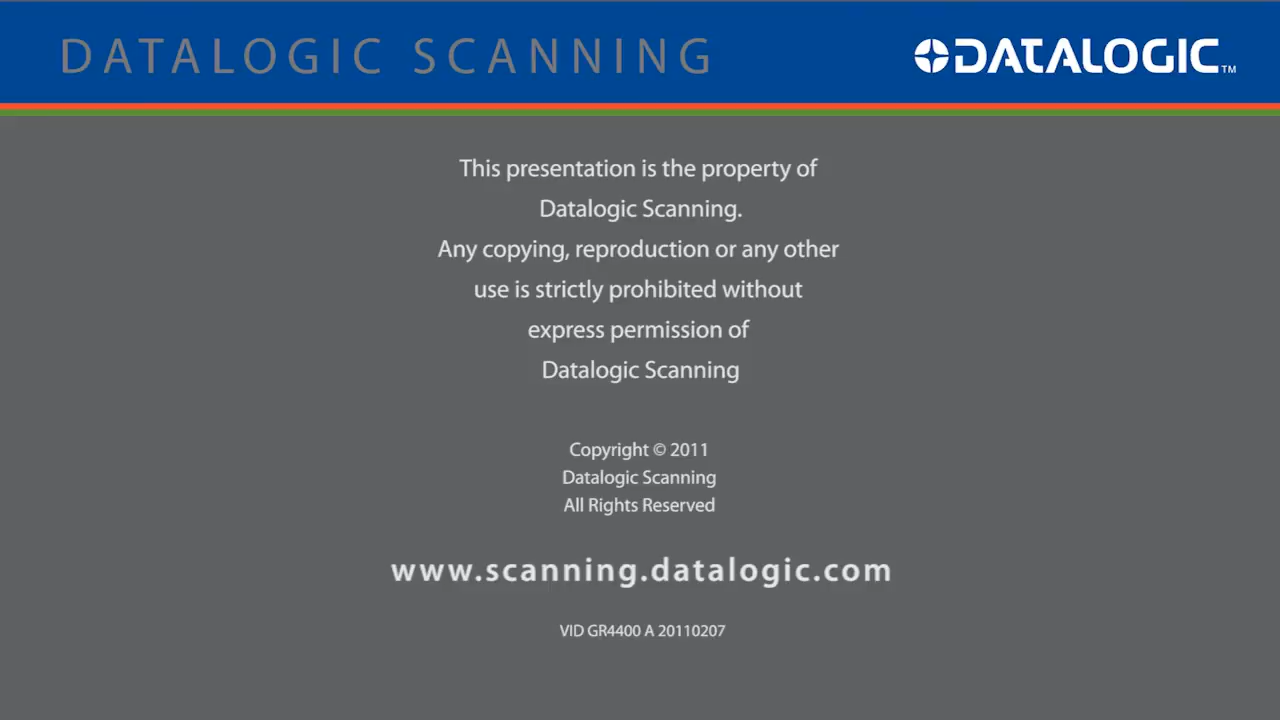 DATALOGIC SCANNING
DATALOGIC™
This presentation is the property of
Datalogic Scanning.
Any copying, reproduction or any other
use is strictly prohibited without
express permission of
Datalogic Scanning
Copyright © 2011
Datalogic Scanning
All Rights Reserved
www.scanning.datalogic.com
VID GR4400 A 20110207